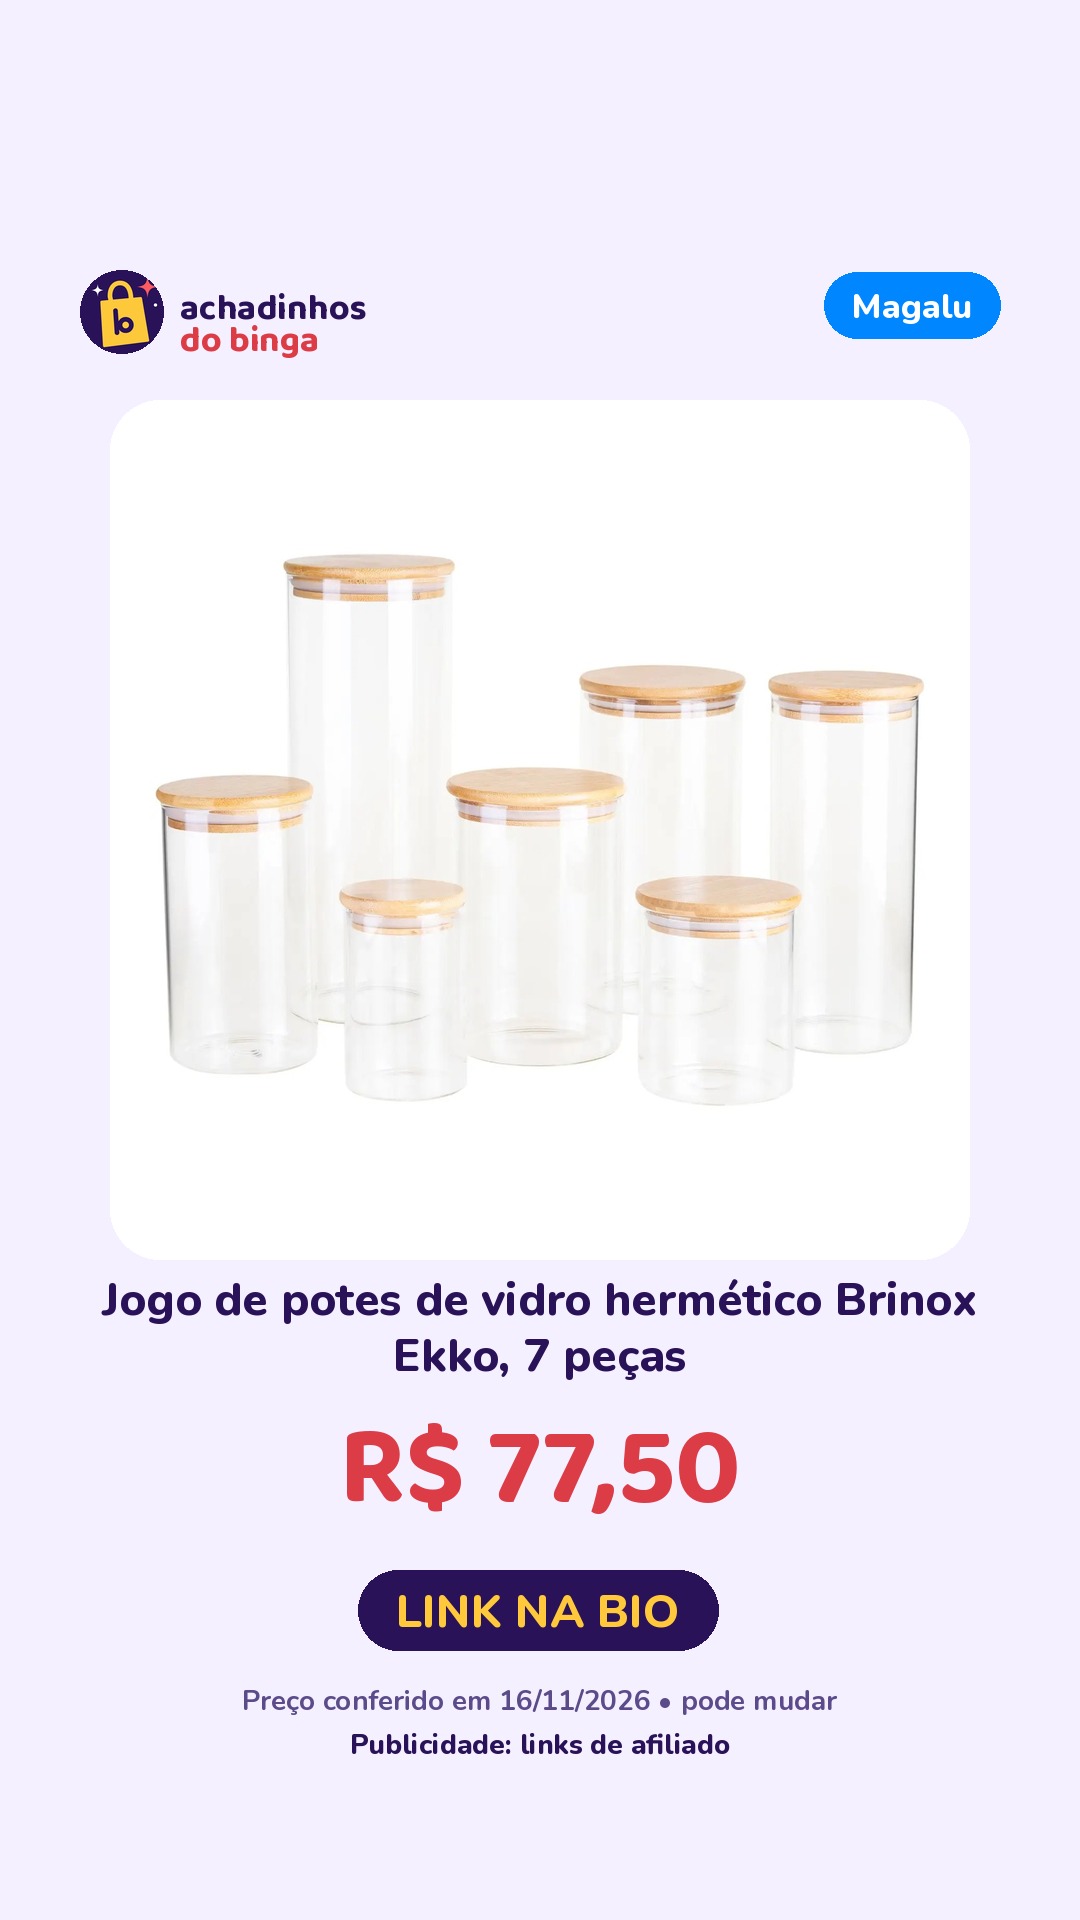 achadinhos
do binga
Magalu
b
Jogo de potes de vidro hermético Brinox
Ekko, 7 peças
R$ 77,50
LINK NA BIO
Preço conferido em 16/11/2026 • pode mudar
Publicidade: links de afiliado